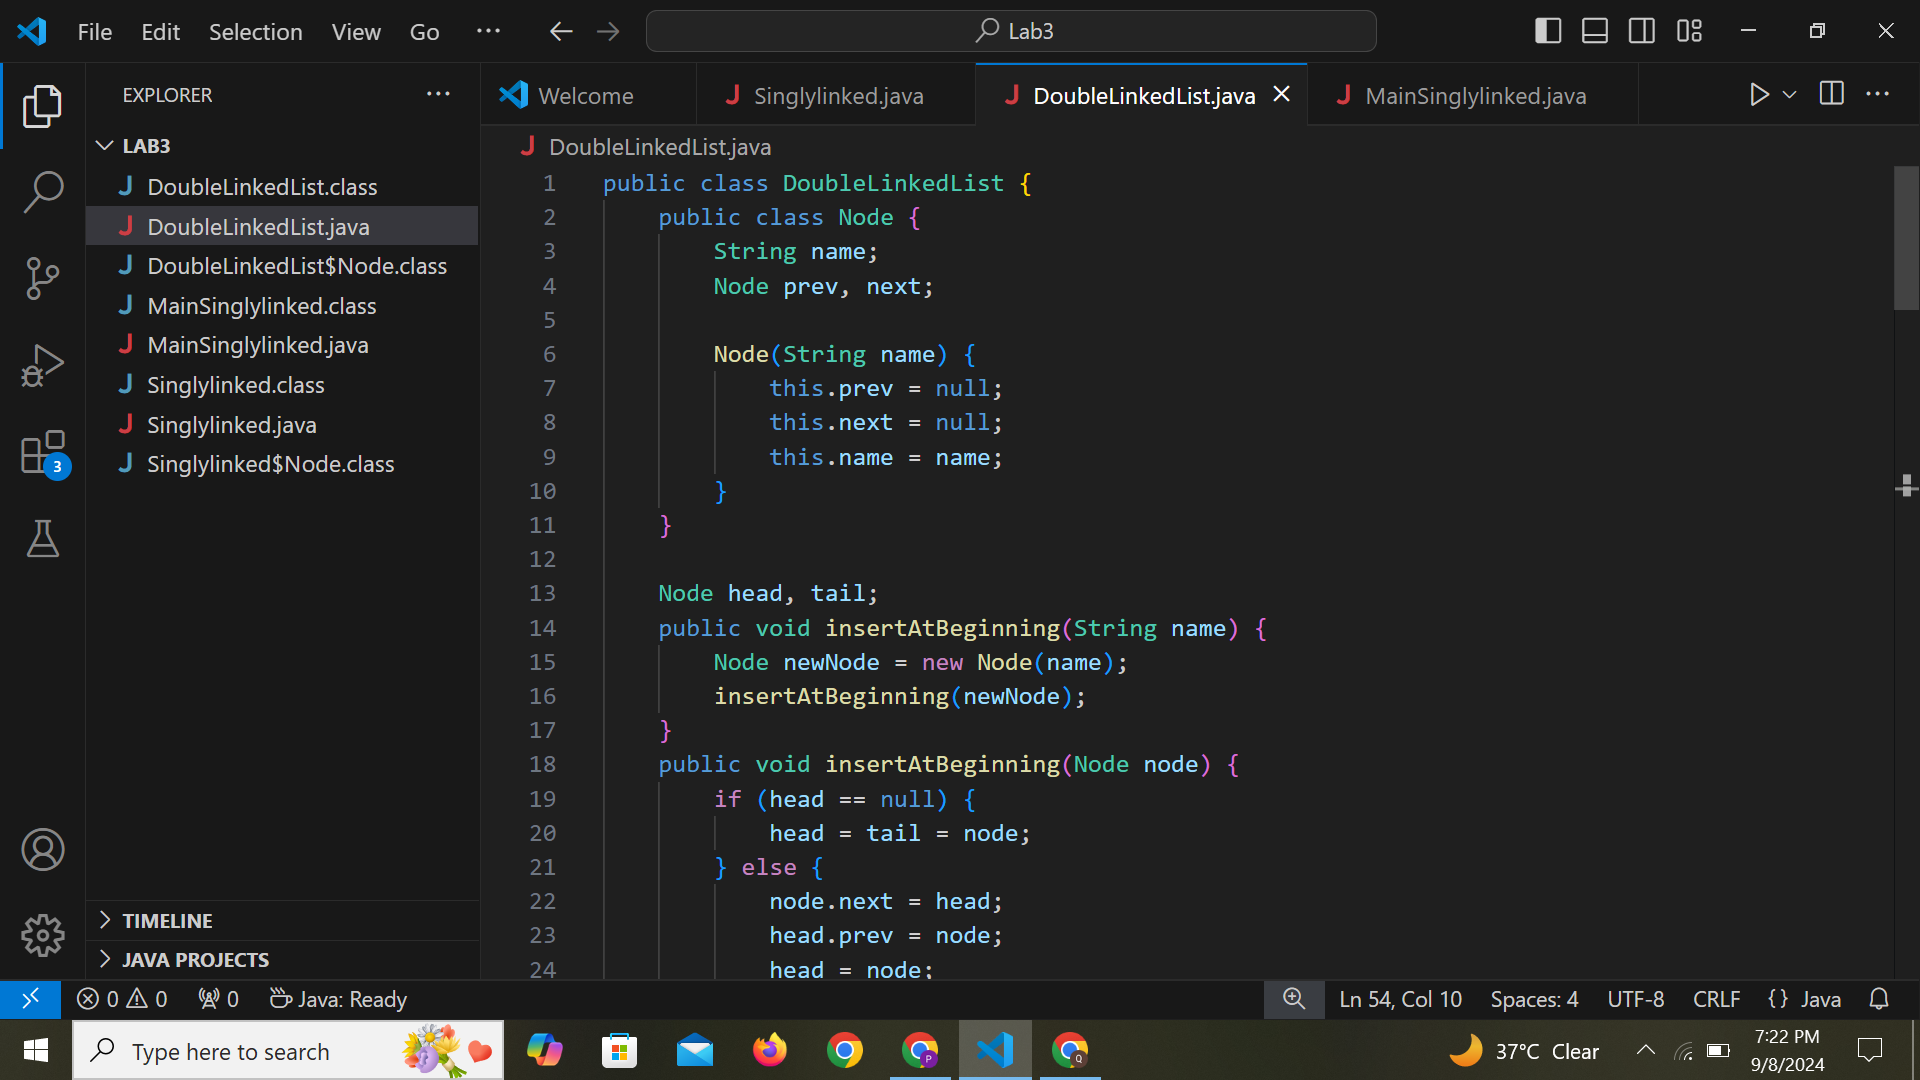 File Edit Selection View Go ··· Lab3
EXPLORER ···
Welcome Singlylinked.java DoubleLinkedList.java MainSinglylinked.java
LAB3
DoubleLinkedList.class
DoubleLinkedList.java
DoubleLinkedList$Node.class
MainSinglylinked.class
MainSinglylinked.java
Singlylinked.class
Singlylinked.java
Singlylinked$Node.class
TIMELINE
JAVA PROJECTS
3
DoubleLinkedList.java
1 public class DoubleLinkedList {
2     public class Node {
3         String name;
4         Node prev, next;
5
6         Node(String name) {
7             this.prev = null;
8             this.next = null;
9             this.name = name;
10         }
11     }
12
13     Node head, tail;
14     public void insertAtBeginning(String name) {
15         Node newNode = new Node(name);
16         insertAtBeginning(newNode);
17     }
18     public void insertAtBeginning(Node node) {
19         if (head == null) {
20             head = tail = node;
21         } else {
22             node.next = head;
23             head.prev = node;
24             head = node;
0 0 0 Java: Ready Ln 54, Col 10 Spaces: 4 UTF-8 CRLF {} Java
Type here to search P Q 37°C Clear 7:22 PM
9/8/2024